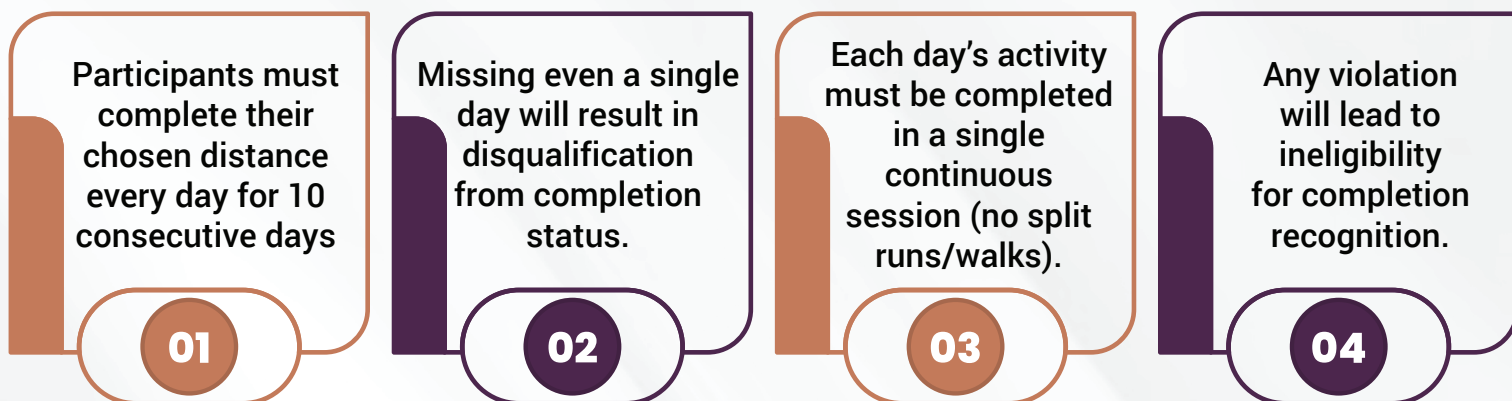 Participants must
complete their
chosen distance
every day for 10
consecutive days
01
Missing even a single
day will result in
disqualification
from completion
status.
02
Each day’s activity
must be completed
in a single
continuous
session (no split
runs/walks).
03
Any violation
will lead to
ineligibility
for completion
recognition.
04